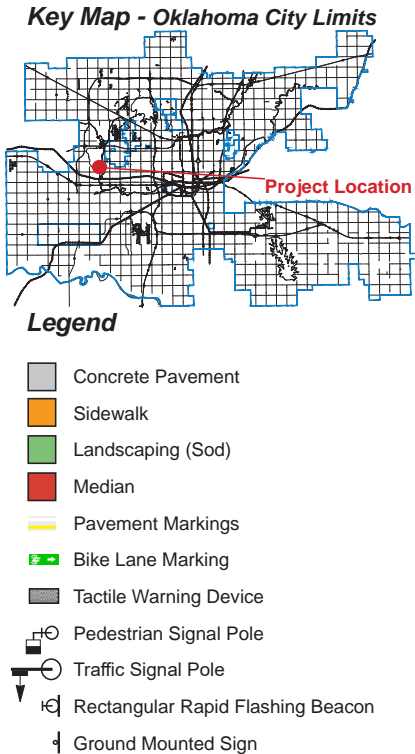 Key Map - Oklahoma City Limits
Project Location
Legend
Concrete Pavement
Sidewalk
Landscaping (Sod)
Median
Pavement Markings
Bike Lane Marking
Tactile Warning Device
Pedestrian Signal Pole
Traffic Signal Pole
Rectangular Rapid Flashing Beacon
Ground Mounted Sign